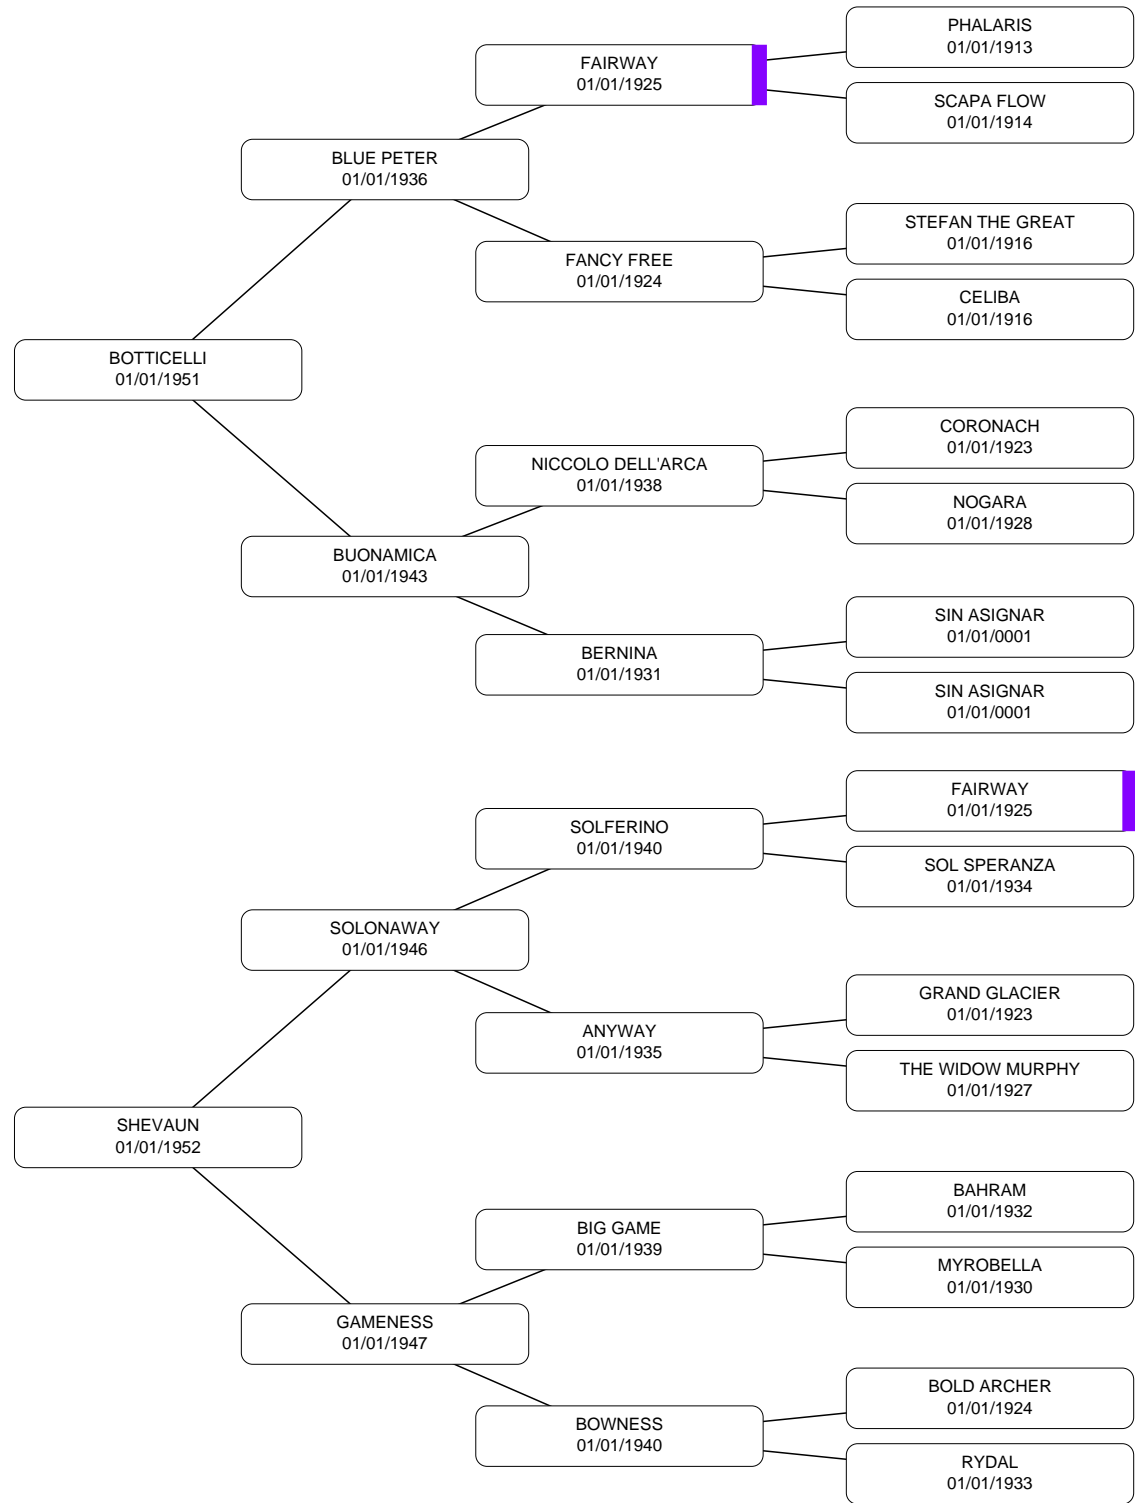 PHALARIS
01/01/1913
FAIRWAY
01/01/1925
SCAPA FLOW
01/01/1914
BLUE PETER
01/01/1936
STEFAN THE GREAT
01/01/1916
FANCY FREE
01/01/1924
CELIBA
01/01/1916
BOTTICELLI
01/01/1951
CORONACH
01/01/1923
NICCOLO DELL'ARCA
01/01/1938
NOGARA
01/01/1928
BUONAMICA
01/01/1943
SIN ASIGNAR
01/01/0001
BERNINA
01/01/1931
SIN ASIGNAR
01/01/0001
FAIRWAY
01/01/1925
SOLFERINO
01/01/1940
SOL SPERANZA
01/01/1934
SOLONAWAY
01/01/1946
GRAND GLACIER
01/01/1923
ANYWAY
01/01/1935
THE WIDOW MURPHY
01/01/1927
SHEVAUN
01/01/1952
BAHRAM
01/01/1932
BIG GAME
01/01/1939
MYROBELLA
01/01/1930
GAMENESS
01/01/1947
BOLD ARCHER
01/01/1924
BOWNESS
01/01/1940
RYDAL
01/01/1933